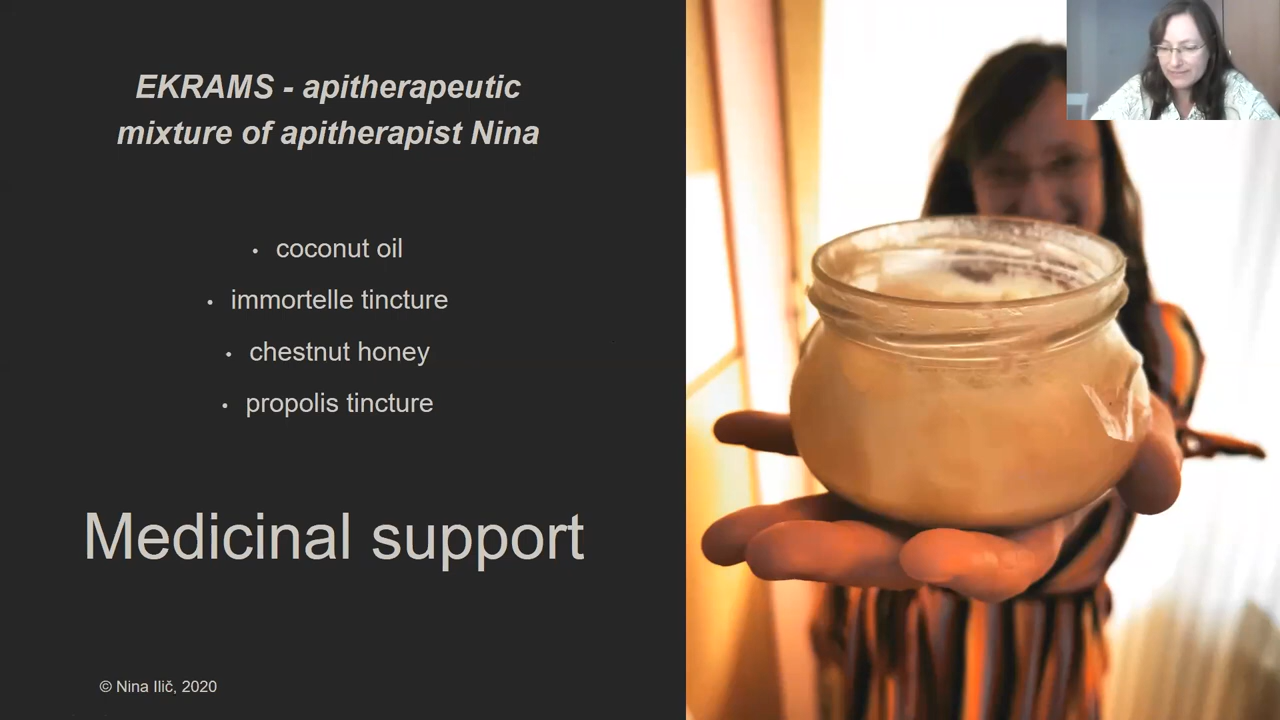 EKRAMS - apitherapeutic
mixture of apitherapist Nina
• coconut oil
• immortelle tincture
• chestnut honey
• propolis tincture
Medicinal support
© Nina Ilič, 2020